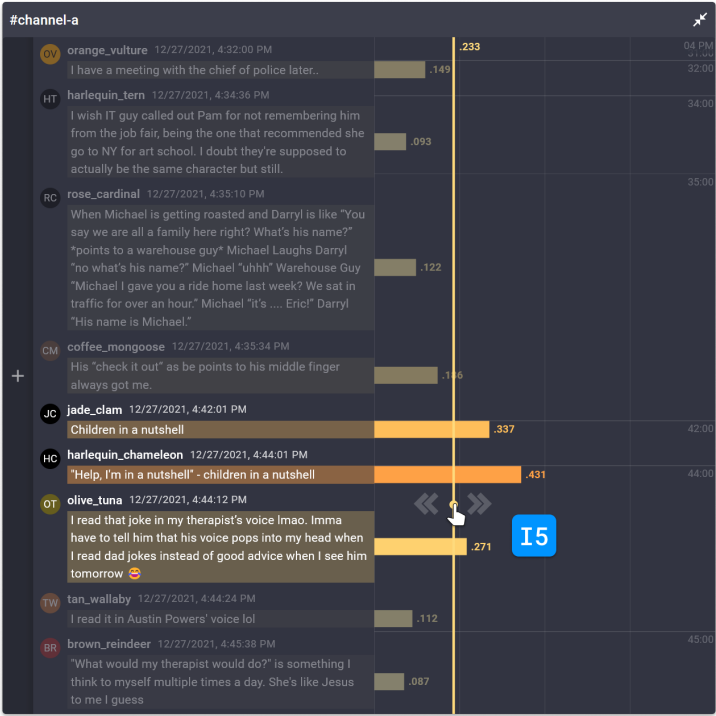 #channel-a
OV
orange_vulture 12/27/2021, 4:32:00 PM
I have a meeting with the chief of police later..
.149
.233
04 PM
31:00
32:00
HT
harlequin_tern 12/27/2021, 4:34:36 PM
I wish IT guy called out Pam for not remembering him
from the job fair, being the one that recommended she
go to NY for art school. I doubt they're supposed to
actually be the same character but still.
.093
34:00
RC
rose_cardinal 12/27/2021, 4:35:10 PM
When Michael is getting roasted and Darryl is like “You
say we are all a family here right? What’s his name?”
*points to a warehouse guy* Michael Laughs Darryl
“no what’s his name?” Michael “uhhh” Warehouse Guy
“Michael I gave you a ride home last week? We sat in
traffic for over an hour.” Michael “it’s .... Eric!” Darryl
“His name is Michael.”
.122
35:00
CM
coffee_mongoose 12/27/2021, 4:35:34 PM
His “check it out” as be points to his middle finger
always got me.
.186
JC
jade_clam 12/27/2021, 4:42:01 PM
Children in a nutshell
.337
42:00
HC
harlequin_chameleon 12/27/2021, 4:44:01 PM
"Help, I'm in a nutshell" - children in a nutshell
.431
44:00
OT
olive_tuna 12/27/2021, 4:44:12 PM
I read that joke in my therapist’s voice lmao. Imma
have to tell him that his voice pops into my head when
I read dad jokes instead of good advice when I see him
tomorrow 😂
.271
I5
TW
tan_wallaby 12/27/2021, 4:44:24 PM
I read it in Austin Powers' voice lol
.112
BR
brown_reindeer 12/27/2021, 4:45:38 PM
"What would my therapist would do?" is something I
think to myself multiple times a day. She's like Jesus
to me I guess
.087
45:00